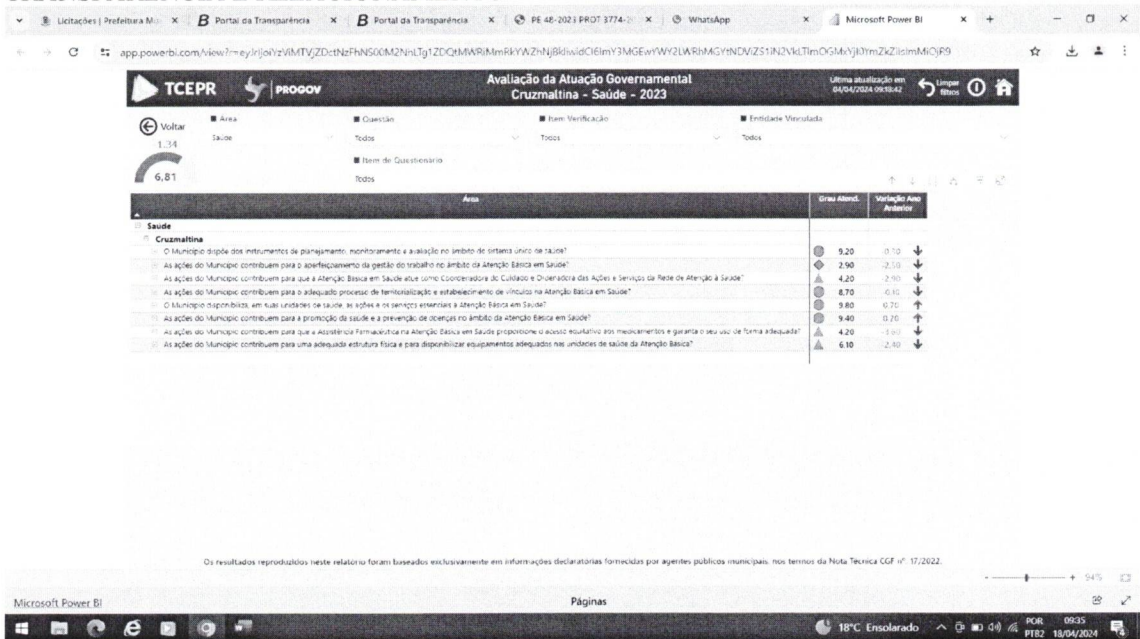 Licitações | Prefeitura Mu
Portal da Transparência
Portal da Transparência
PE 48-2023 PROT 3774-2
WhatsApp
Microsoft Power BI
TCEPR PROGOV
Avaliação da Atuação Governamental
Cruzmaltina - Saúde - 2023
Última atualização em
04/04/2024 09:18:42
Limpar
filtros
Voltar
Área
Questão
Item Verificação
Entidade Vinculada
Saúde
Todos
Todos
Todos
1.34
Item de Questionário
6,81
Todos
Área
Grau Atend.
Variação Ano
Anterior
Saúde
Cruzmaltina
O Município dispõe dos instrumentos de planejamento, monitoramento e avaliação no âmbito do sistema único de saúde? 9.20
As ações do Município contribuem para o aperfeiçoamento da gestão do trabalho no âmbito da Atenção Básica em Saúde? 2.90
As ações do Município contribuem para que a Atenção Básica em Saúde atue como Coordenadora do Cuidado e Ordenadora das Ações e Serviços da Rede de Atenção à Saúde? 4.20 -2,90
As ações do Município contribuem para o adequado processo de territorialização e estabelecimento de vínculos na Atenção Básica em Saúde? 8.70
O Município disponibiliza, em suas unidades de saúde, as ações e os serviços essenciais à Atenção Básica em Saúde? 9.80 0,70
As ações do Município contribuem para a promoção da saúde e a prevenção de doenças no âmbito da Atenção Básica em Saúde? 9.40
As ações do Município contribuem para que a Assistência Farmacêutica na Atenção Básica em Saúde proporcione o acesso equitativo aos medicamentos e garanta o seu uso de forma adequada? 4.20
As ações do Município contribuem para uma adequada estrutura física e para disponibilizar equipamentos adequados nas unidades de saúde da Atenção Básica? 6.10 -2,40
Os resultados reproduzidos neste relatório foram baseados exclusivamente em informações declaratórias fornecidas por agentes públicos municipais, nos termos da Nota Técnica CGF nº. 17/2022.
94%
Microsoft Power BI
Páginas
18°C Ensolarado
POR
PTB2
09:35
18/04/2024